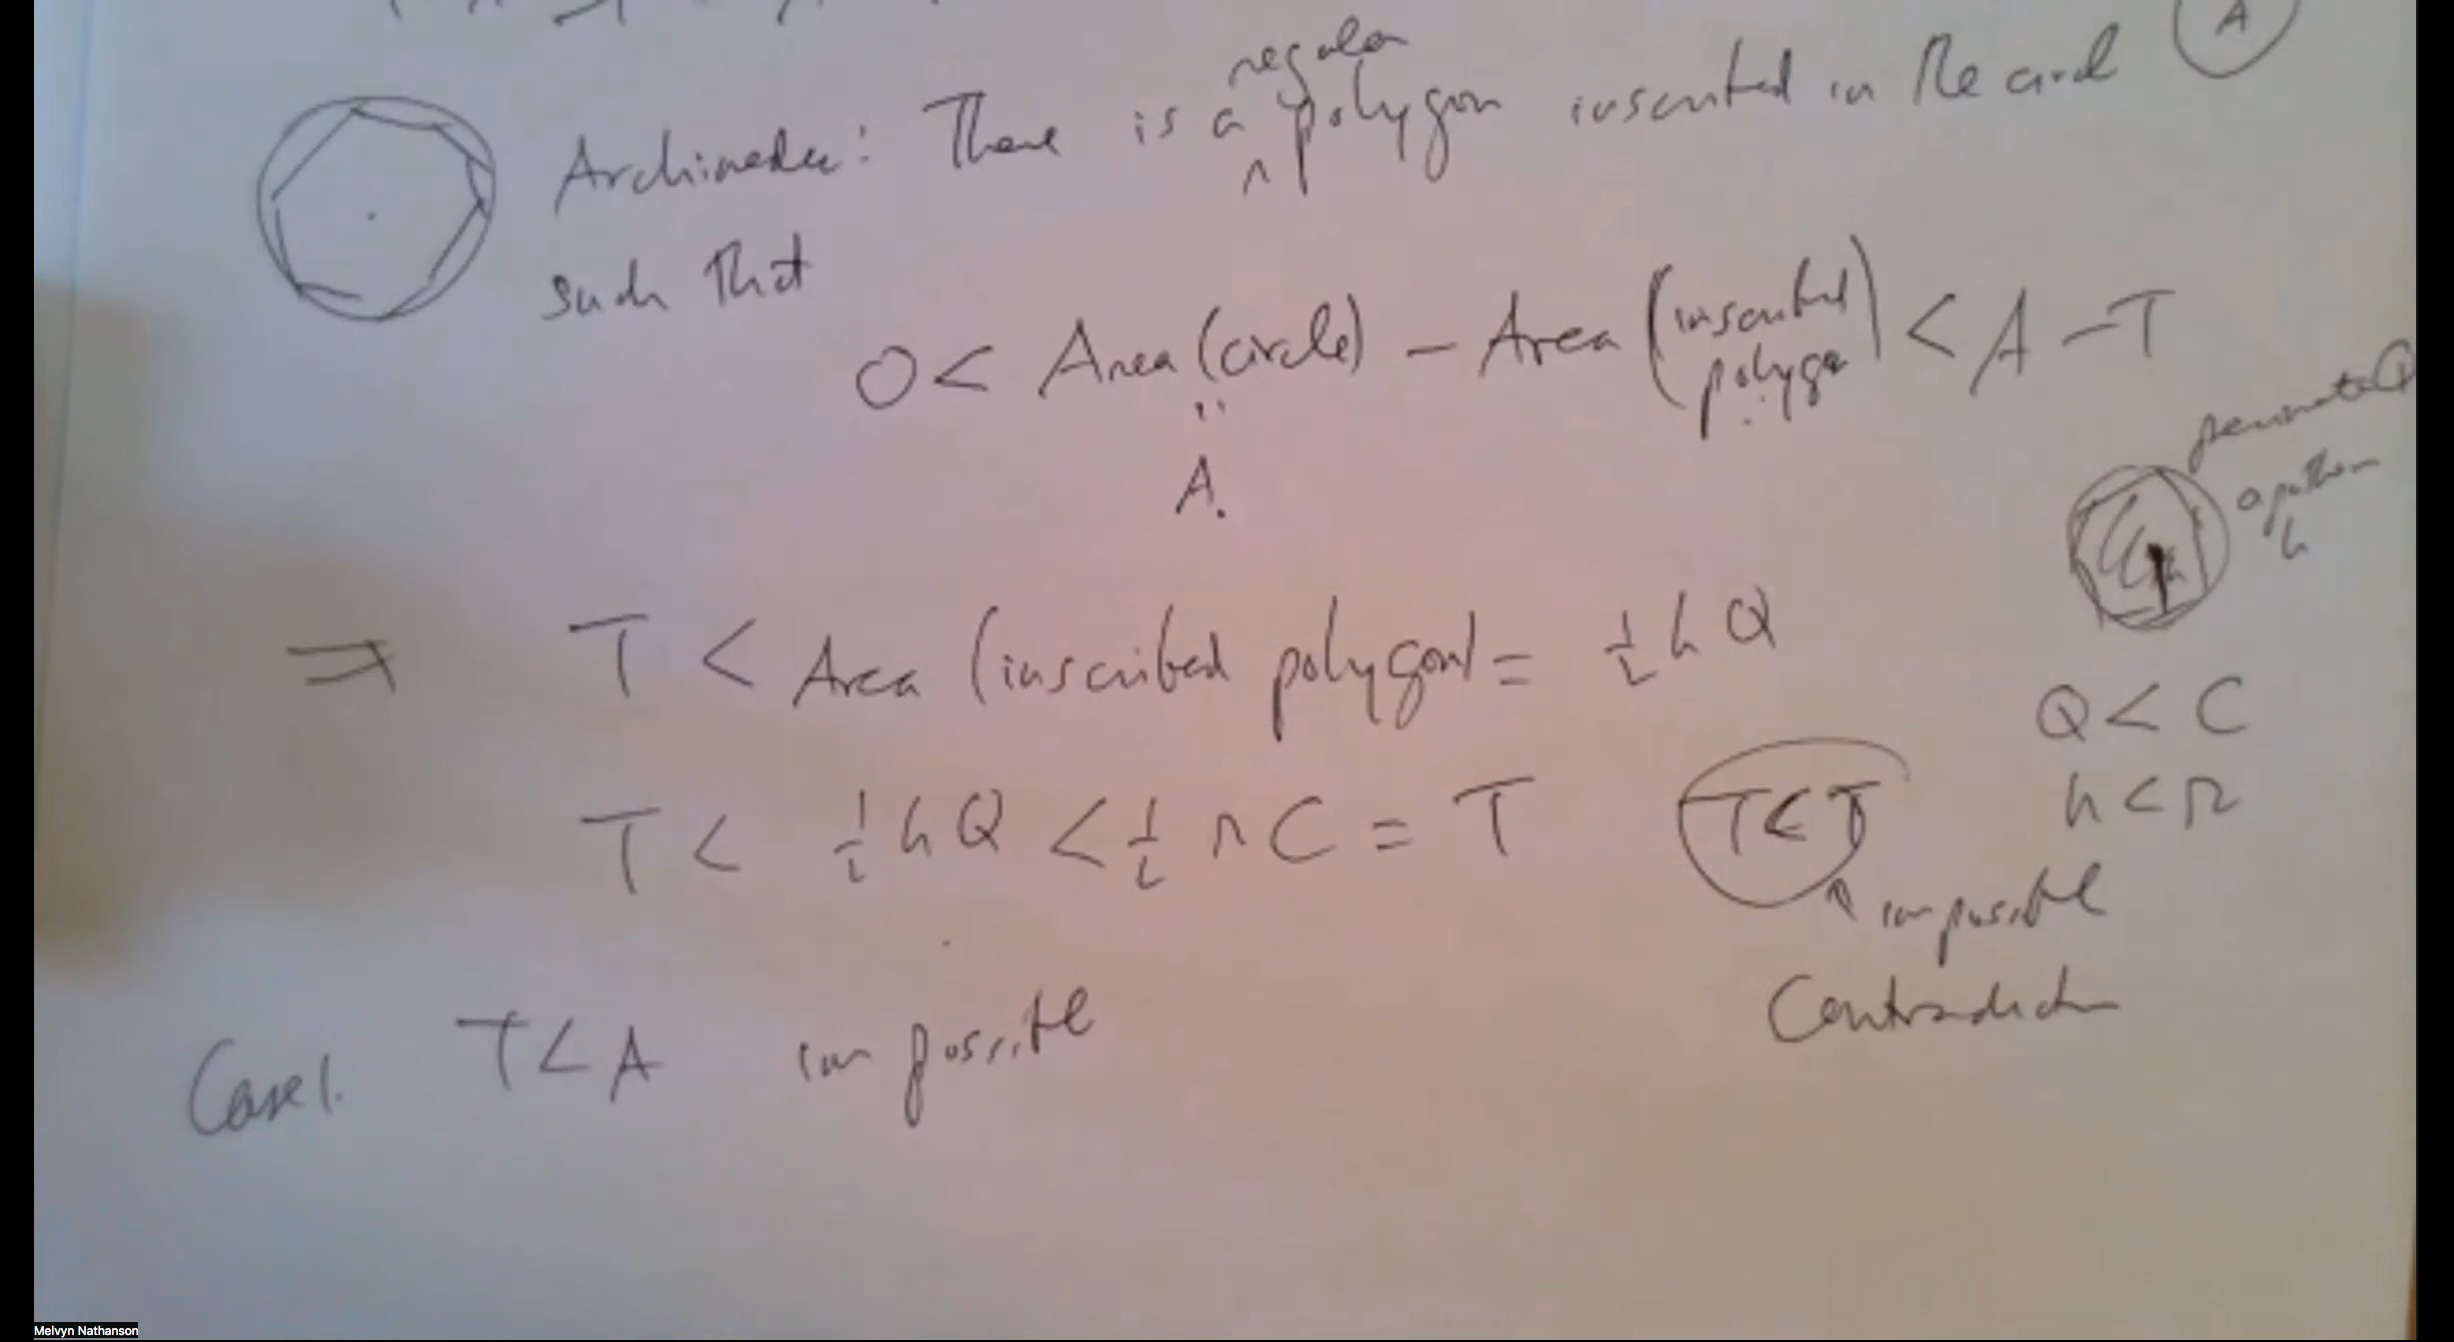 A
regular
Archimedes: There is a ^ polygon inscribed in the circle
such that
0 < Area (circle) - Area (inscribed polygon) < A - T
"
A.
perimeter Q
apothem
h
h
⇒ T < Area (inscribed polygon) = 1/2 h Q
Q < C
T < 1/2 h Q < 1/2 r C = T
T < T
h < r
↑ impossible
Contradiction
Case 1. T < A impossible
Melvyn Nathanson